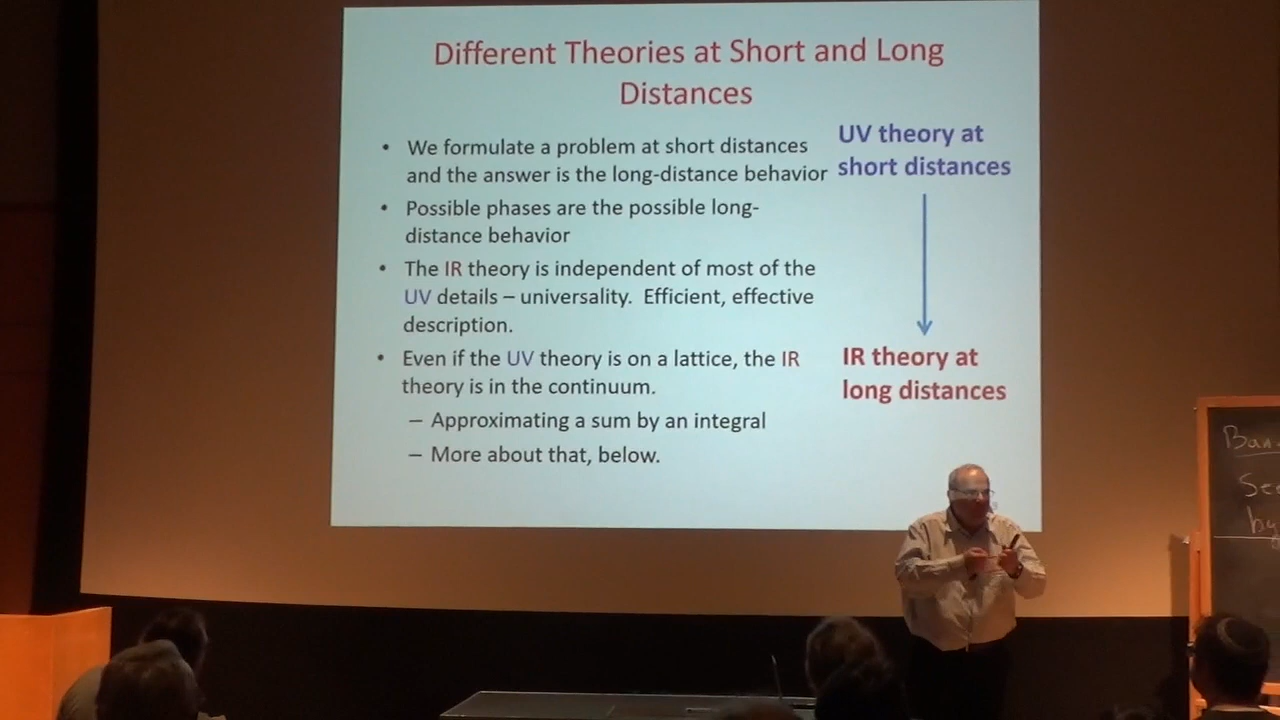 Different Theories at Short and Long
Distances
• We formulate a problem at short distances
and the answer is the long-distance behavior
• Possible phases are the possible long-
distance behavior
• The IR theory is independent of most of the
UV details – universality. Efficient, effective
description.
• Even if the UV theory is on a lattice, the IR
theory is in the continuum.
– Approximating a sum by an integral
– More about that, below.
UV theory at
short distances
IR theory at
long distances
by